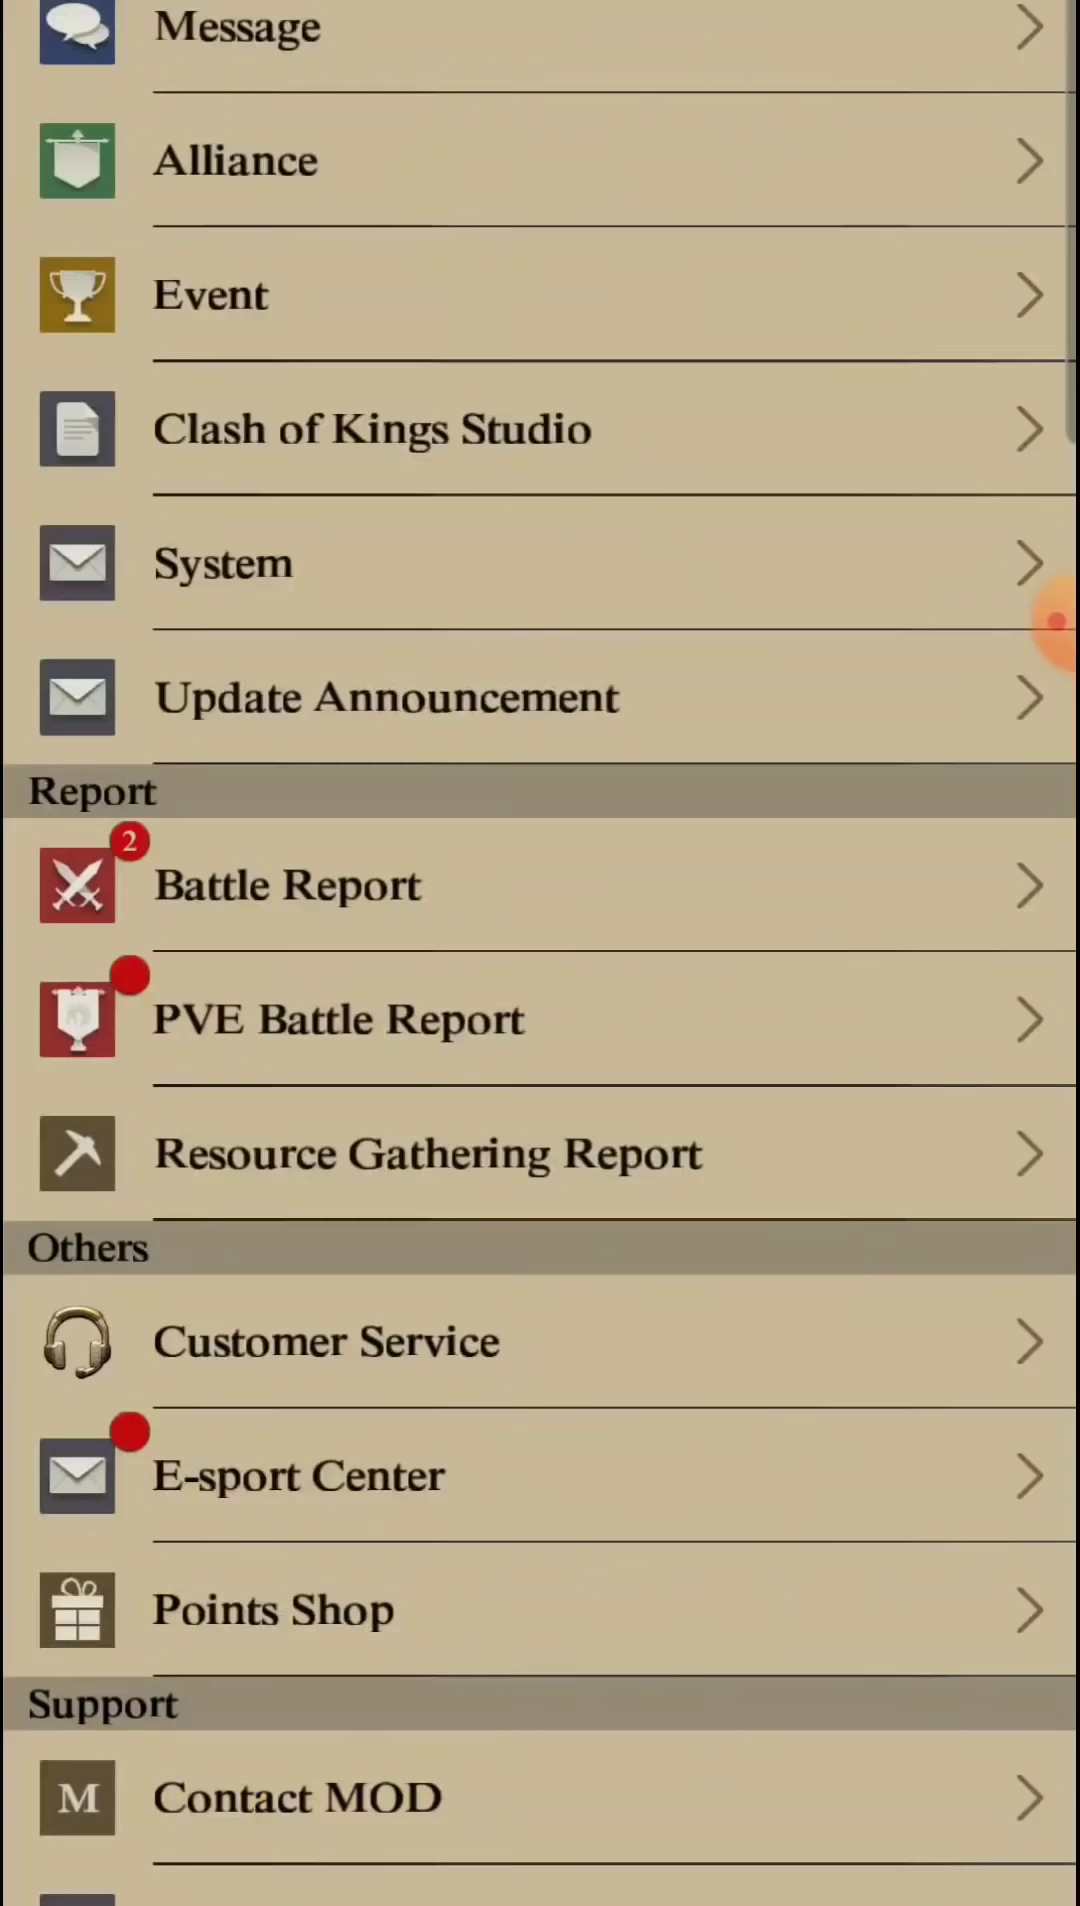 Message
Alliance
Event
Clash of Kings Studio
System
Update Announcement
Report
2
Battle Report
PVE Battle Report
Resource Gathering Report
Others
Customer Service
E-sport Center
Points Shop
Support
M
Contact MOD